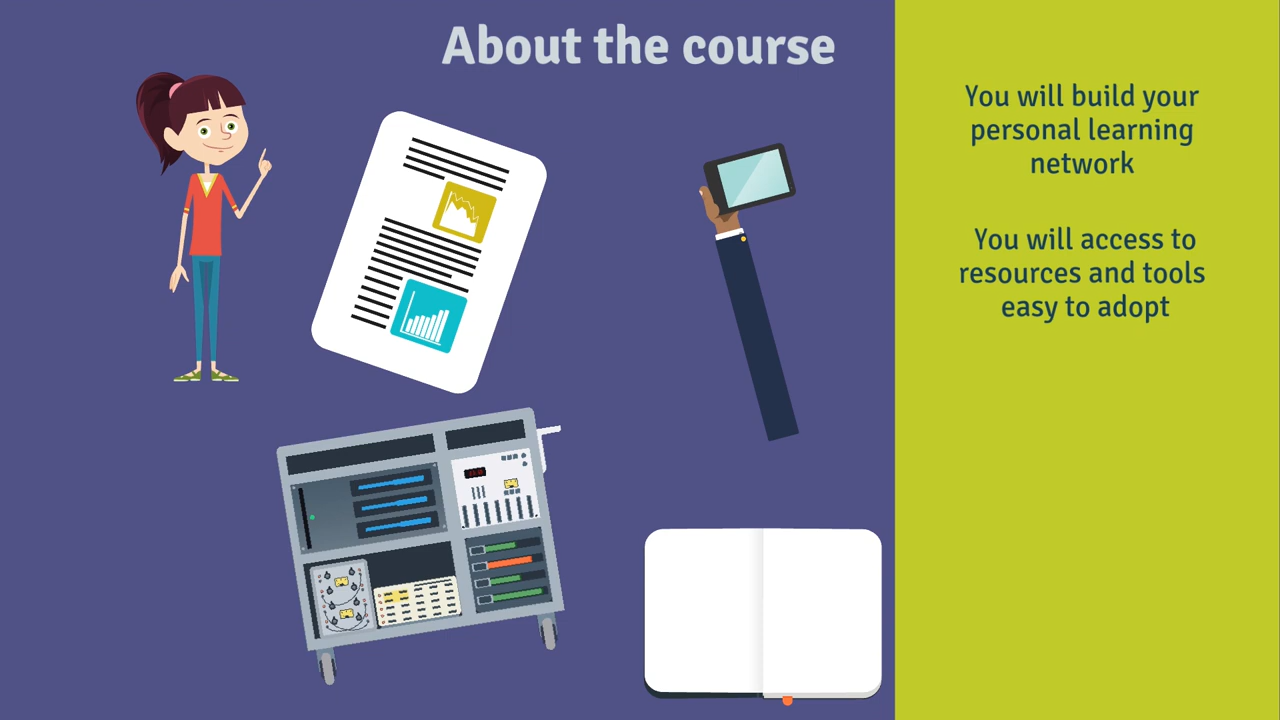 About the course
You will build your
personal learning
network
You will access to
resources and tools
easy to adopt